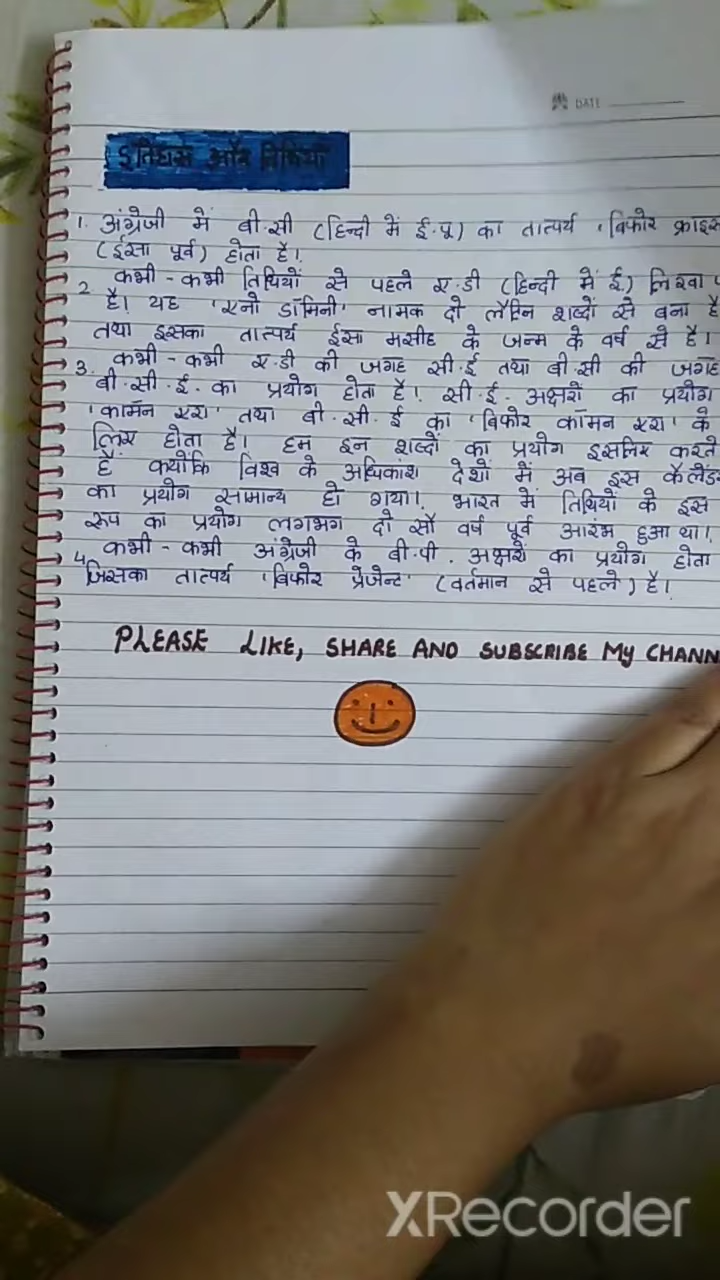 DATE
इतिहास और तिथियाँ
1. अंग्रेजी में बी.सी (हिन्दी में ई.पू) का तात्पर्य 'बिफोर क्राइस
(ईसा पूर्व) होता है।
2 कभी - कभी तिथियों से पहले ए.डी (हिन्दी में ई.) लिखा
है। यह 'एनो डॉमिनी' नामक दो लैटिन शब्दों से बना है
तथा इसका तात्पर्य ईसा मसीह के जन्म के वर्ष से है।
3. कभी - कभी ए.डी की जगह सी.ई तथा बी.सी की जगह
बी.सी.ई. का प्रयोग होता है। सी.ई. अक्षरों का प्रयोग
'कॉमन एरा' तथा बी.सी.ई का 'बिफोर कॉमन एरा' के
लिए होता है। हम इन शब्दों का प्रयोग इसलिए करते
हैं क्योंकि विश्व के अधिकांश देशों में अब इस कैलेंड
का प्रयोग सामान्य हो गया। भारत में तिथियों के इस
रूप का प्रयोग लगभग दो सौ वर्ष पूर्व आरंभ हुआ था।
4. कभी - कभी अंग्रेजी के बी.पी. अक्षरों का प्रयोग होता
जिसका तात्पर्य 'बिफोर प्रेजेन्ट' (वर्तमान से पहले) है।
PLEASE LIKE, SHARE AND SUBSCRIBE My CHANN
XRecorder